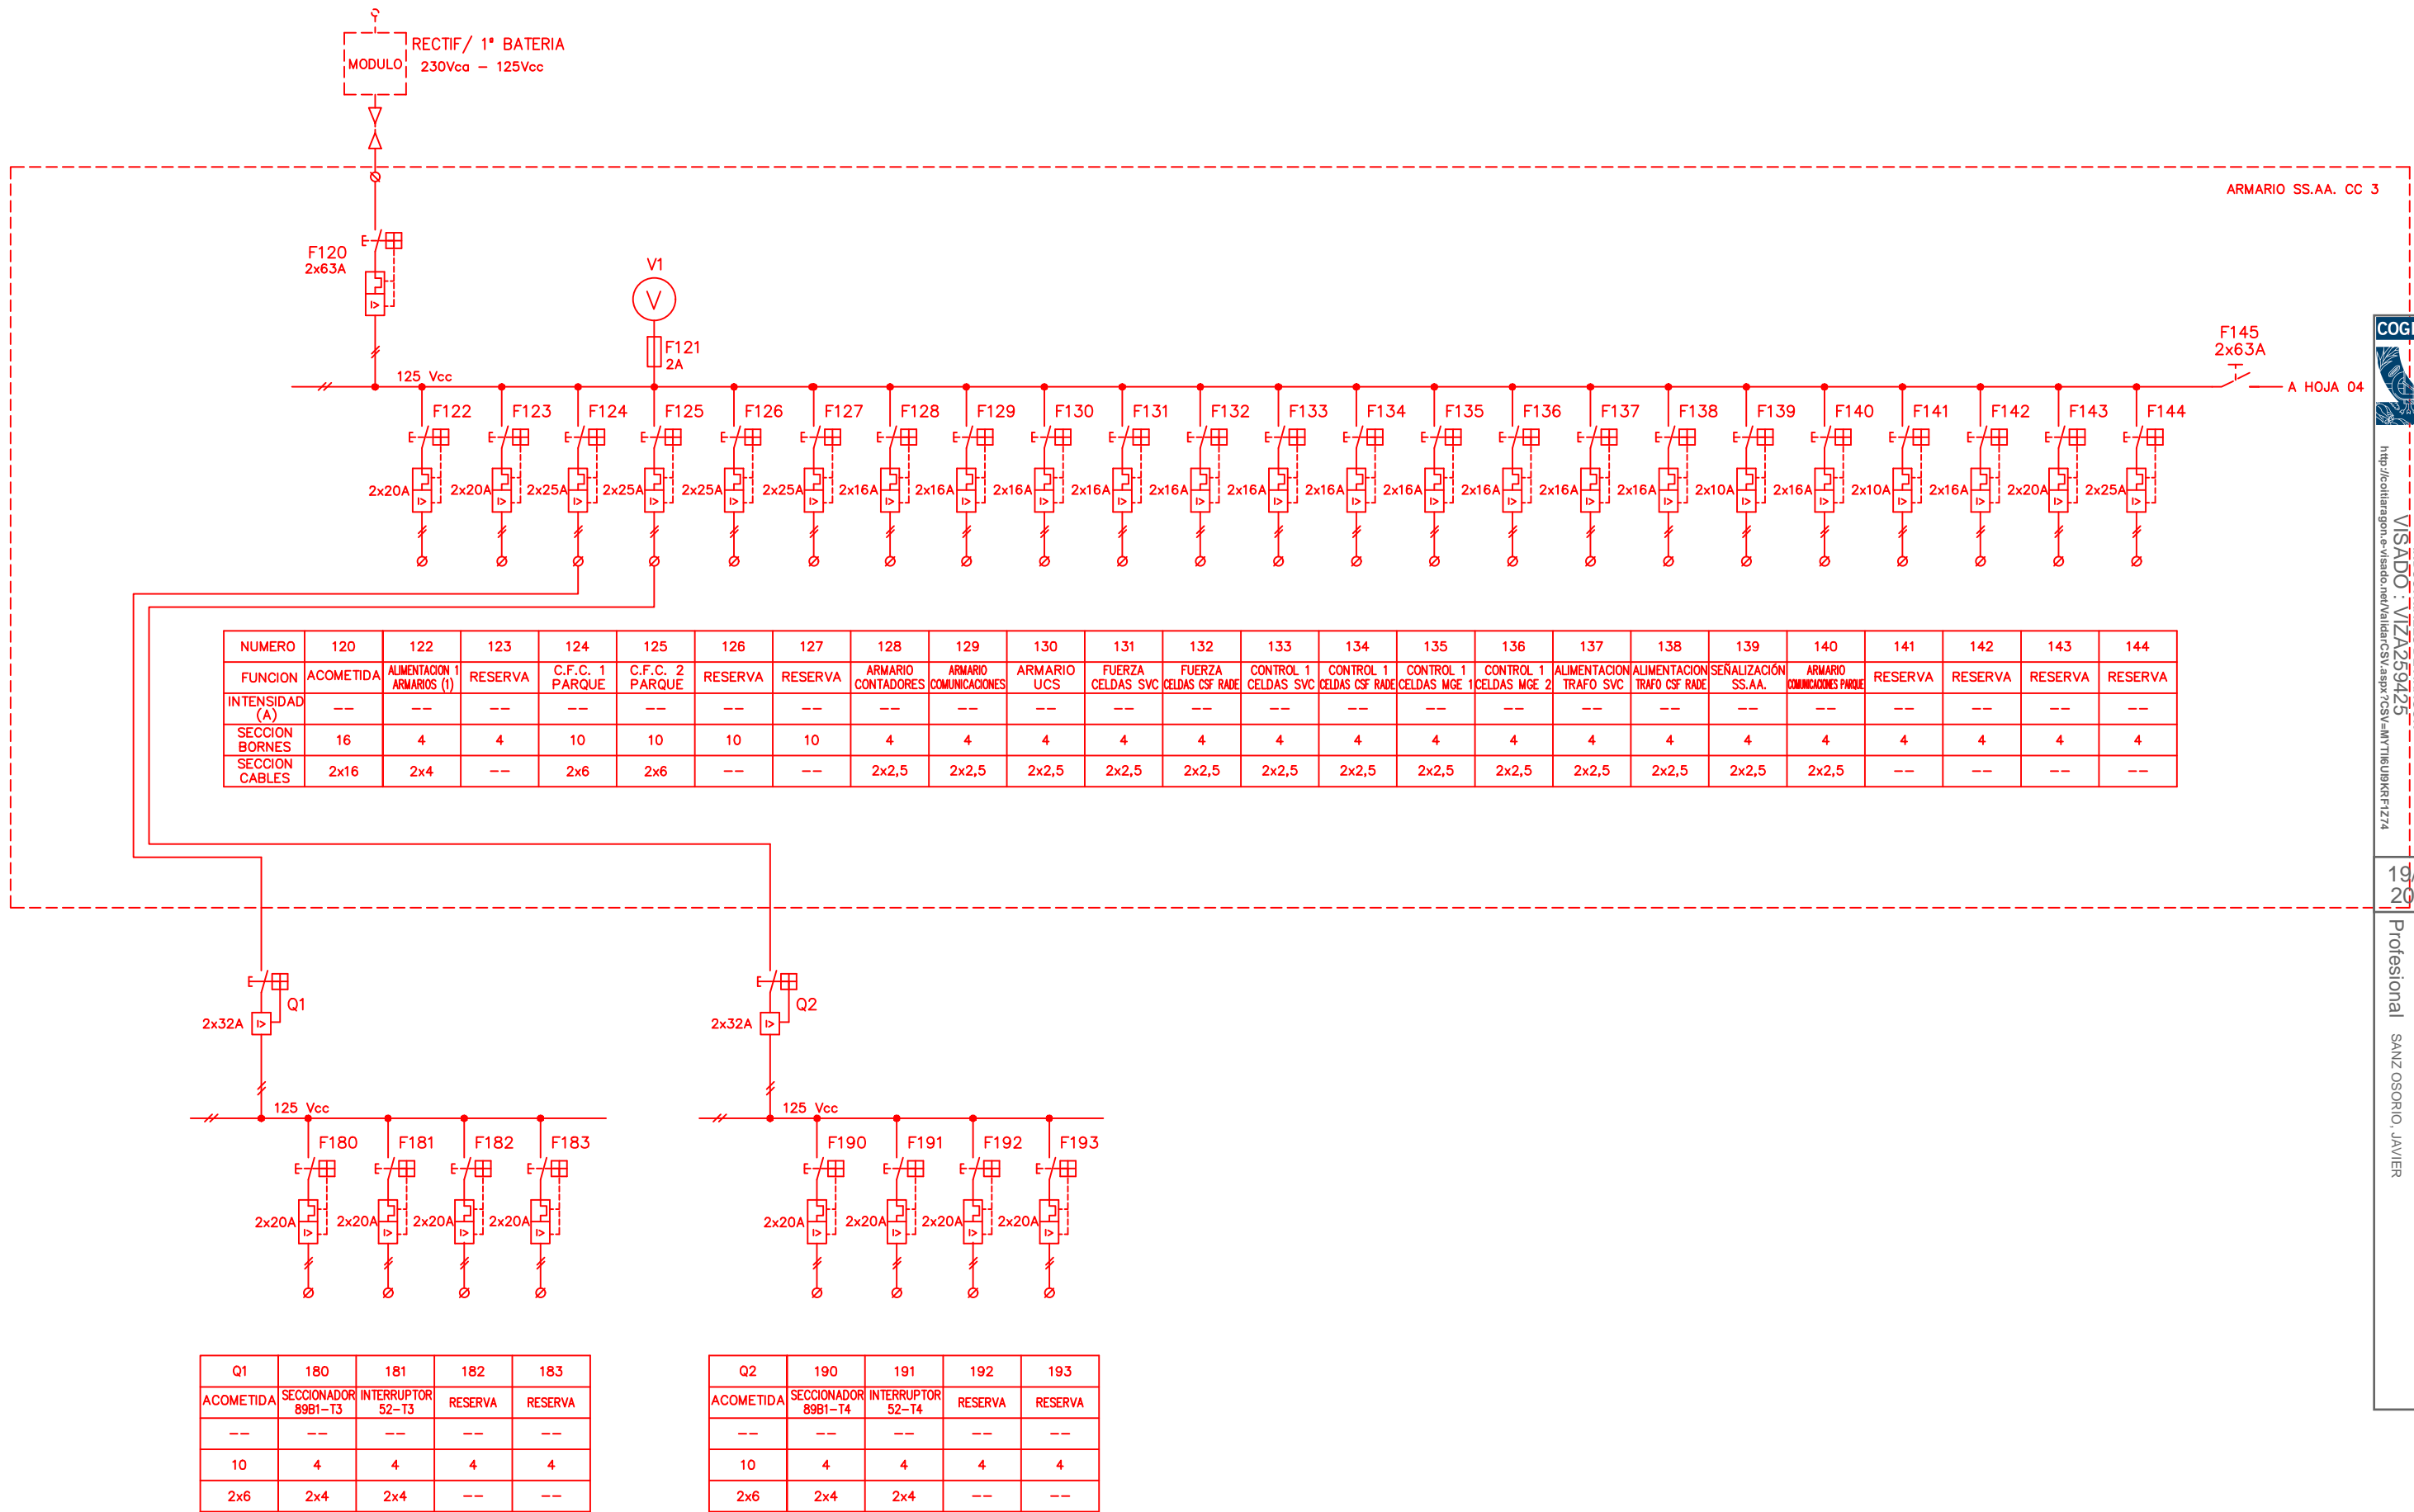 RECTIF/ 1ª BATERIA
MODULO
230Vca - 125Vcc
ARMARIO SS.AA. CC 3
F120
2x63A
V1
V
F121
2A
F145
2x63A
A HOJA 04
125 Vcc
F122 F123 F124 F125 F126 F127 F128 F129 F130 F131 F132 F133 F134 F135 F136 F137 F138 F139 F140 F141 F142 F143 F144
2x20A 2x20A 2x25A 2x25A 2x25A 2x25A 2x16A 2x16A 2x16A 2x16A 2x16A 2x16A 2x16A 2x16A 2x16A 2x16A 2x16A 2x10A 2x16A 2x10A 2x16A 2x20A 2x25A
NUMERO 120 122 123 124 125 126 127 128 129 130 131 132 133 134 135 136 137 138 139 140 141 142 143 144
FUNCION ACOMETIDA ALIMENTACION 1 ARMARIOS (1) RESERVA C.F.C. 1 PARQUE C.F.C. 2 PARQUE RESERVA RESERVA ARMARIO CONTADORES ARMARIO COMUNICACIONES ARMARIO UCS FUERZA CELDAS SVC FUERZA CELDAS CSF RADE CONTROL 1 CELDAS SVC CONTROL 1 CELDAS CSF RADE CONTROL 1 CELDAS MGE 1 CONTROL 1 CELDAS MGE 2 ALIMENTACION TRAFO SVC ALIMENTACION TRAFO CSF RADE SEÑALIZACIÓN SS.AA. ARMARIO COMUNICACIONES PARQUE RESERVA RESERVA RESERVA RESERVA
INTENSIDAD (A) -- -- -- -- -- -- -- -- -- -- -- -- -- -- -- -- -- -- -- -- -- -- -- --
SECCION BORNES 16 4 4 10 10 10 10 4 4 4 4 4 4 4 4 4 4 4 4 4 4 4 4 4
SECCION CABLES 2x16 2x4 -- 2x6 2x6 -- -- 2x2,5 2x2,5 2x2,5 2x2,5 2x2,5 2x2,5 2x2,5 2x2,5 2x2,5 2x2,5 2x2,5 2x2,5 2x2,5 -- -- -- --
Q1
2x32A
125 Vcc
F180 F181 F182 F183
2x20A 2x20A 2x20A 2x20A
Q2
2x32A
125 Vcc
F190 F191 F192 F193
2x20A 2x20A 2x20A 2x20A
Q1 180 181 182 183
ACOMETIDA SECCIONADOR 89B1-T3 INTERRUPTOR 52-T3 RESERVA RESERVA
-- -- -- -- --
10 4 4 4 4
2x6 2x4 2x4 -- --
Q2 190 191 192 193
ACOMETIDA SECCIONADOR 89B1-T4 INTERRUPTOR 52-T4 RESERVA RESERVA
-- -- -- -- --
10 4 4 4 4
2x6 2x4 2x4 -- --
VISADO : VIZA259425
http://coitiaragon.e-visado.net/ValidarCSV.aspx?CSV=MYTII6UI9KRF1Z74
Profesional SANZ OSORIO, JAVIER